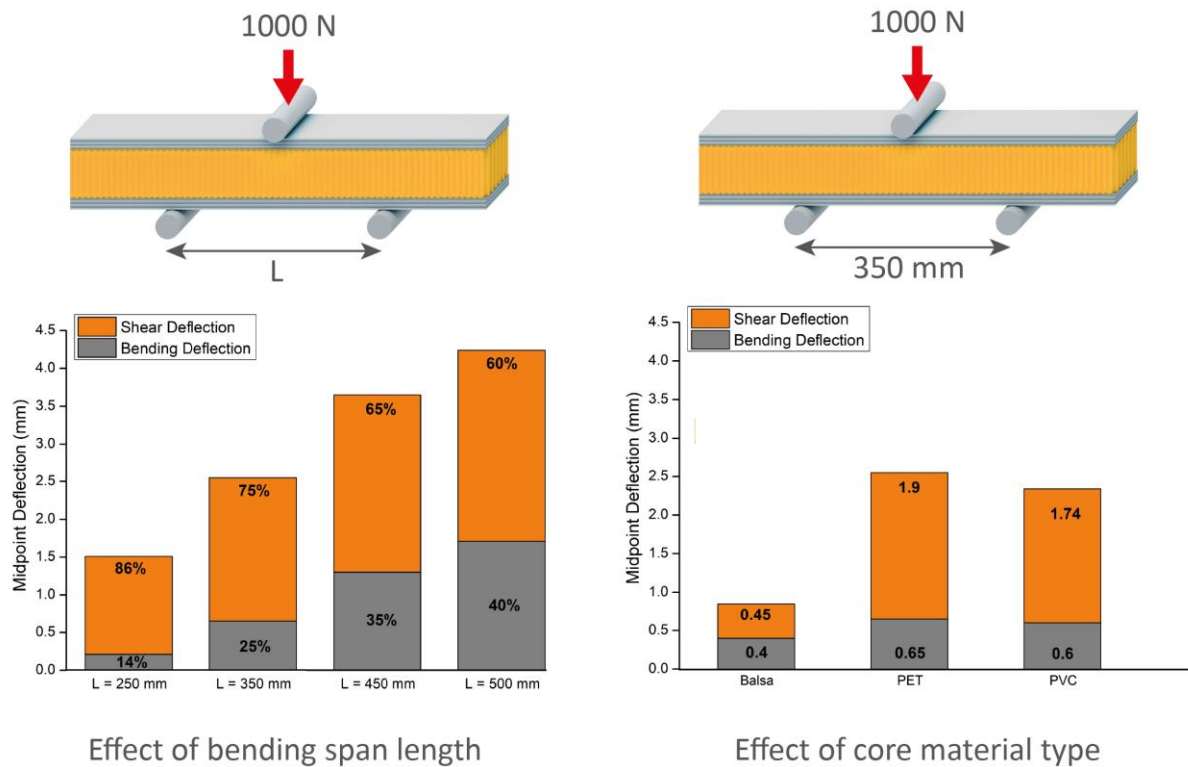 1000 N
L
Shear Deflection
Bending Deflection
Midpoint Deflection (mm)
4.5
4.0
3.5
3.0
2.5
2.0
1.5
1.0
0.5
0.0
86%
14%
75%
25%
65%
35%
60%
40%
L = 250 mm
L = 350 mm
L = 450 mm
L = 500 mm
Effect of bending span length
1000 N
350 mm
Shear Deflection
Bending Deflection
Midpoint Deflection (mm)
4.5
4.0
3.5
3.0
2.5
2.0
1.5
1.0
0.5
0.0
0.45
0.4
1.9
0.65
1.74
0.6
Balsa
PET
PVC
Effect of core material type